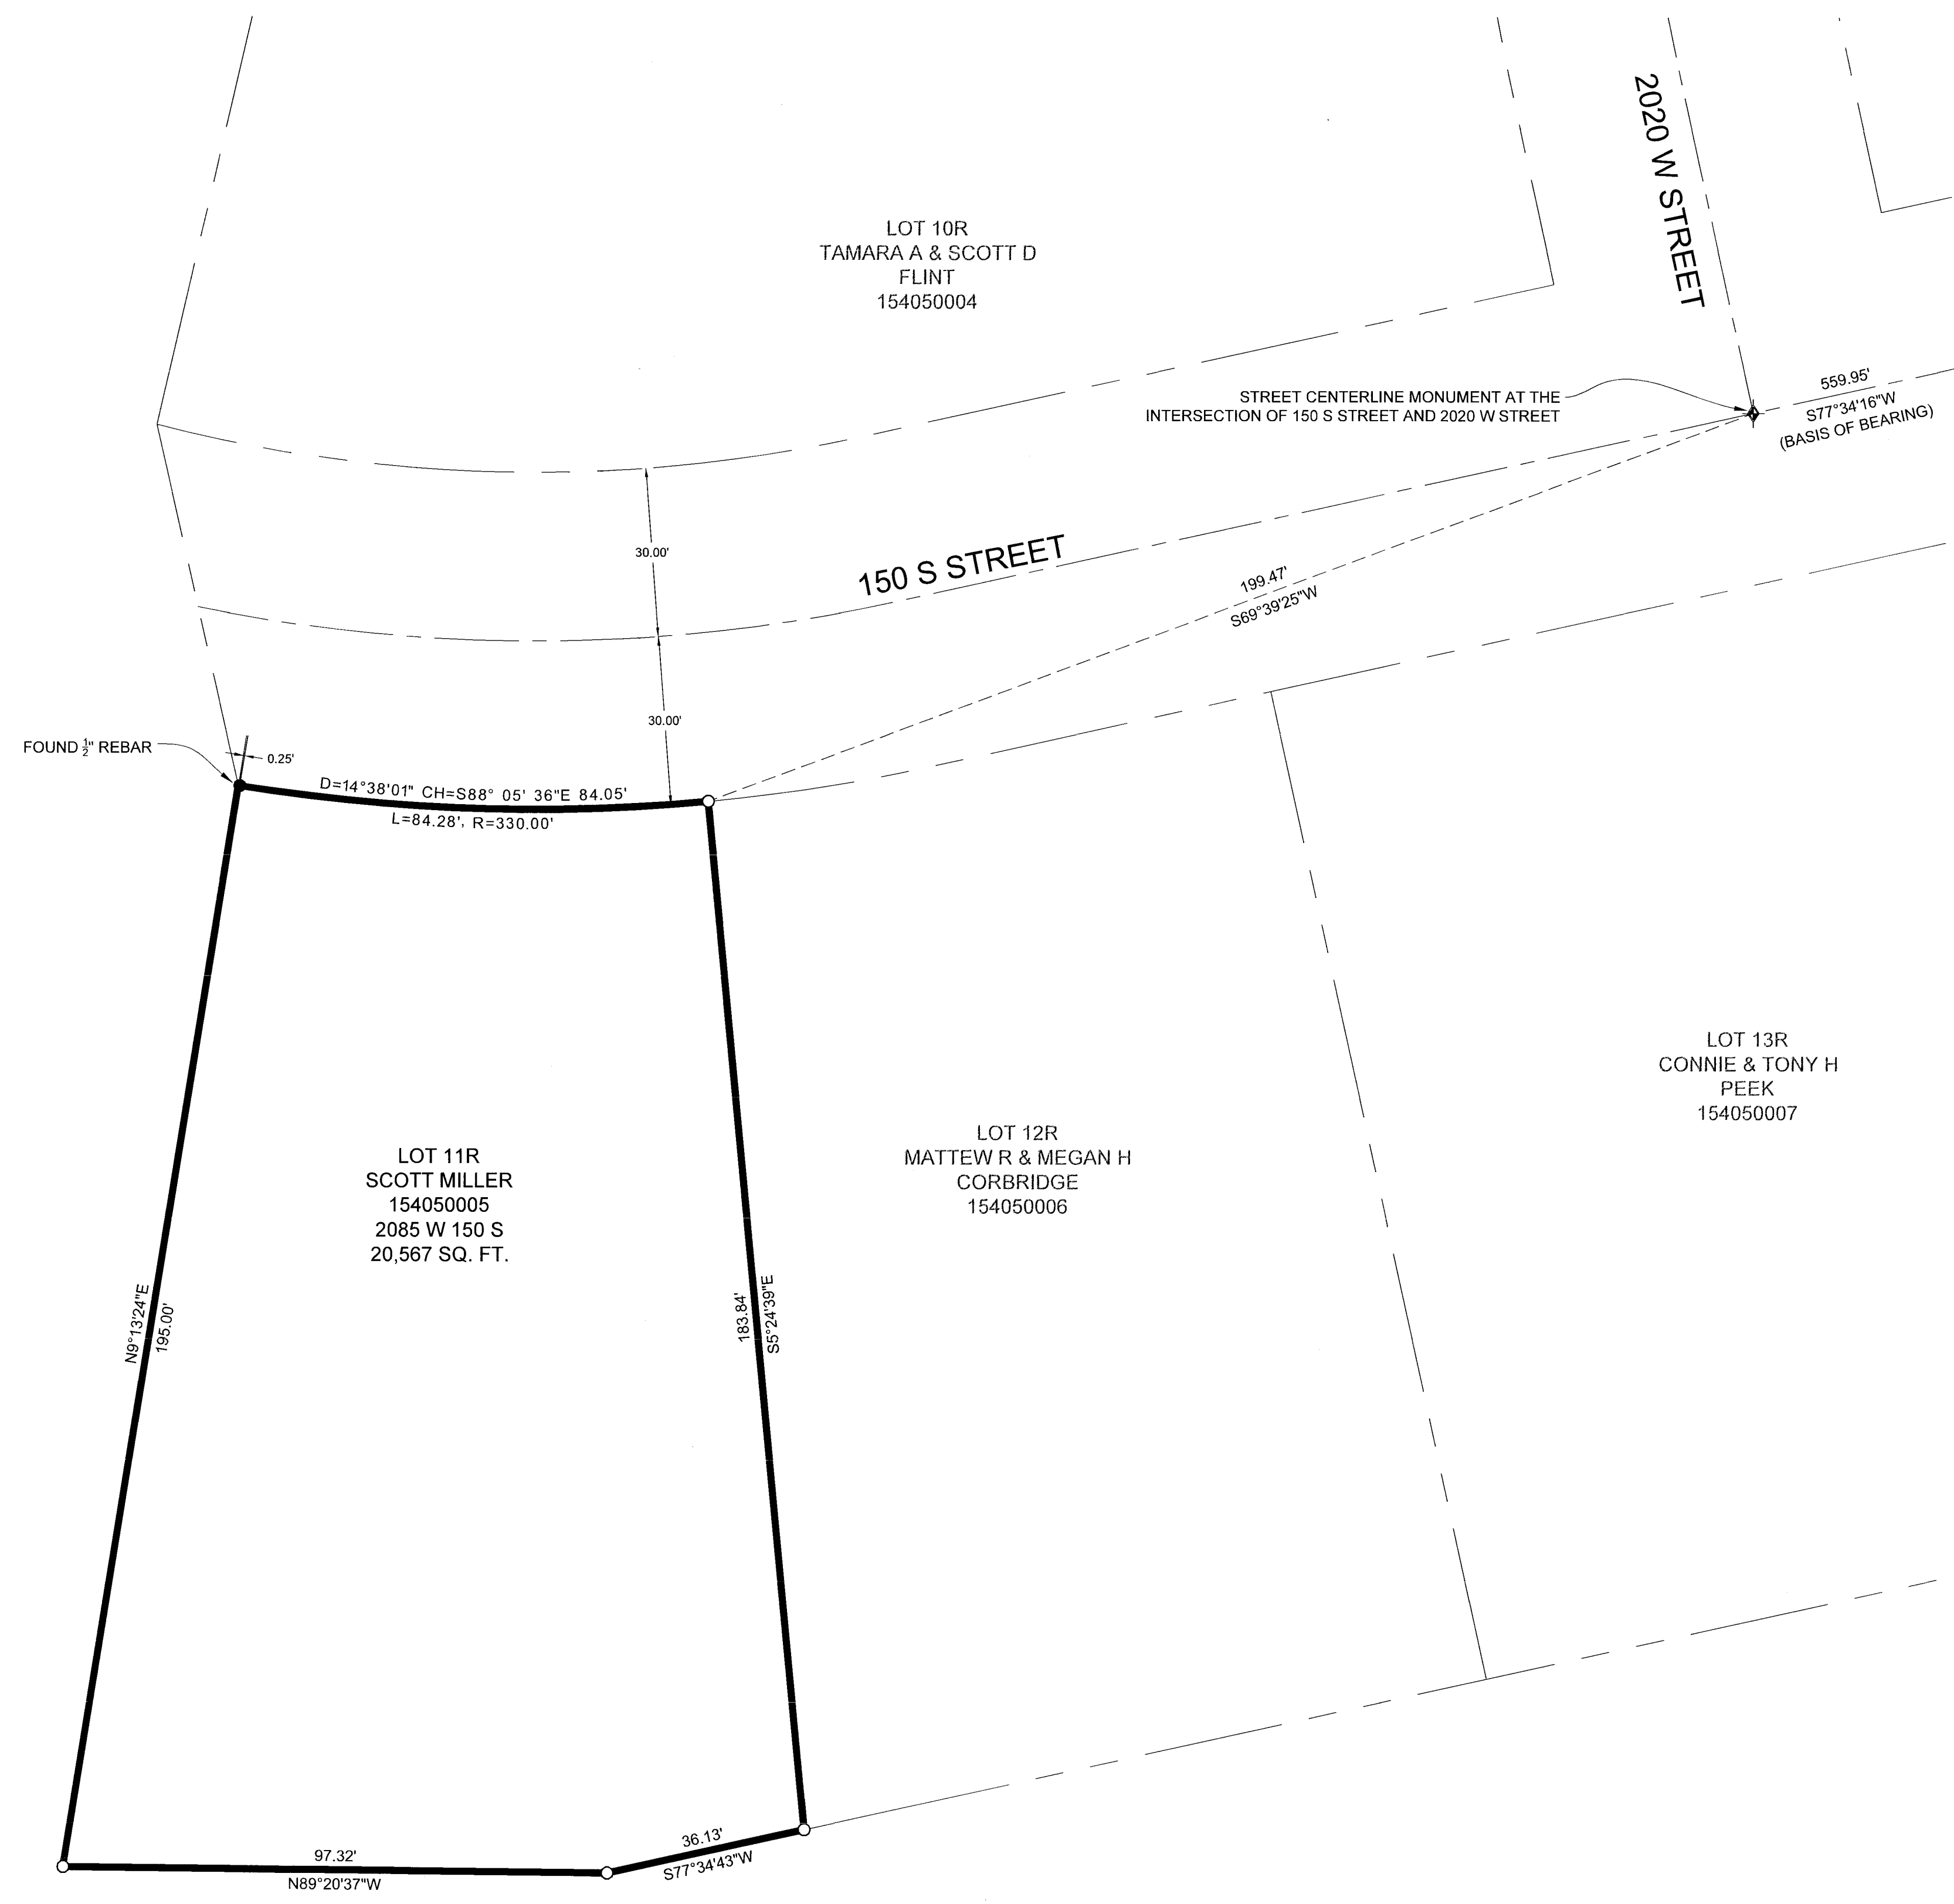 2020 W STREET
LOT 10R
TAMARA A & SCOTT D
FLINT
154050004
STREET CENTERLINE MONUMENT AT THE
INTERSECTION OF 150 S STREET AND 2020 W STREET
559.95'
S77°34'16"W
(BASIS OF BEARING)
30.00'
150 S STREET
199.47'
S69°39'25"W
30.00'
FOUND ½" REBAR
0.25'
D=14°38'01" CH=S88° 05' 36"E 84.05'
L=84.28', R=330.00'
LOT 13R
CONNIE & TONY H
PEEK
154050007
LOT 12R
MATTEW R & MEGAN H
CORBRIDGE
154050006
LOT 11R
SCOTT MILLER
154050005
2085 W 150 S
20,567 SQ. FT.
N9°13'24"E
195.00'
183.84'
S5°24'39"E
36.13'
S77°34'43"W
97.32'
N89°20'37"W